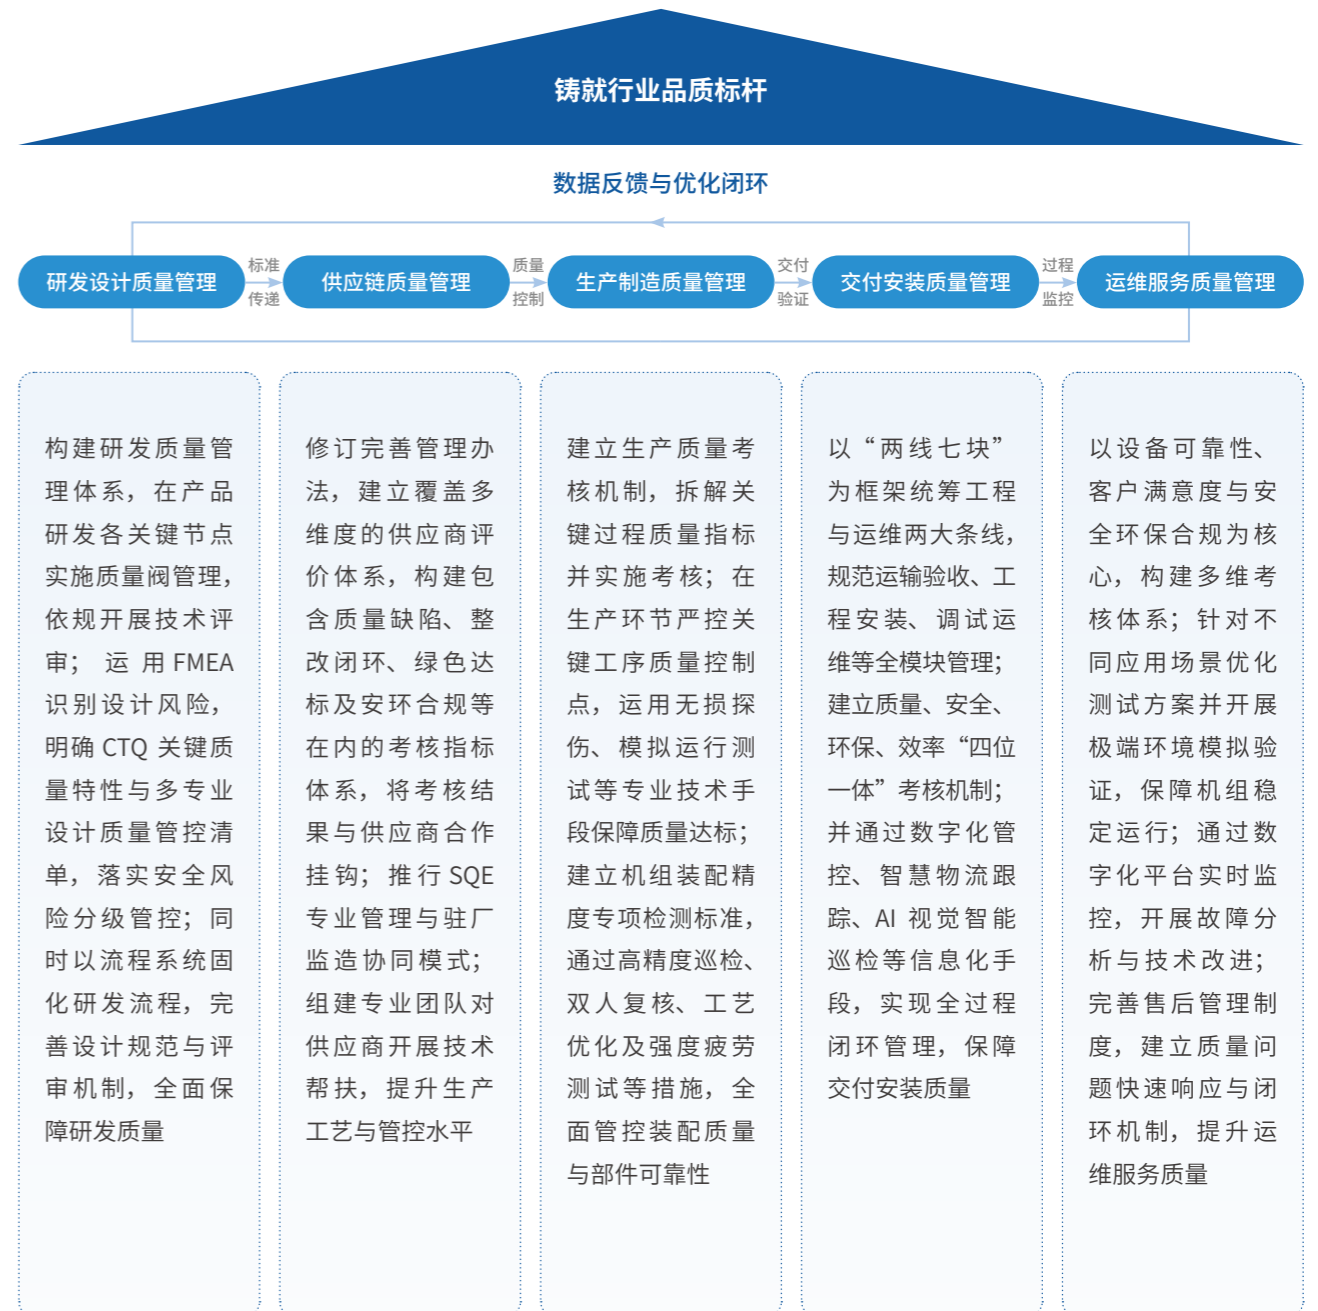 铸就行业品质标杆
数据反馈与优化闭环
研发设计质量管理
标准
传递
供应链质量管理
质量
控制
生产制造质量管理
交付
验证
交付安装质量管理
过程
监控
运维服务质量管理
构建研发质量管
理体系，在产品
研发各关键节点
实施质量阀管理，
依规开展技术评
审；运用 FMEA
识别设计风险，
明确 CTQ 关键质
量特性与多专业
设计质量管控清
单，落实安全风
险分级管控；同
时以流程系统固
化研发流程，完
善设计规范与评
审机制，全面保
障研发质量
修订完善管理办
法，建立覆盖多
维度的供应商评
价体系，构建包
含质量缺陷、整
改闭环、绿色达
标及安环合规等
在内的考核指标
体系，将考核结
果与供应商合作
挂钩；推行 SQE
专业管理与驻厂
监造协同模式；
组建专业团队对
供应商开展技术
帮扶，提升生产
工艺与管控水平
建立生产质量考
核机制，拆解关
键过程质量指标
并实施考核；在
生产环节严控关
键工序质量控制
点，运用无损探
伤、模拟运行测
试等专业技术手
段保障质量达标；
建立机组装配精
度专项检测标准，
通过高精度巡检、
双人复核、工艺
优化及强度疲劳
测试等措施，全
面管控装配质量
与部件可靠性
以“两线七块”
为框架统筹工程
与运维两大条线，
规范运输验收、工
程安装、调试运
维等全模块管理；
建立质量、安全、
环保、效率“四位
一体”考核机制；
并通过数字化管
控、智慧物流跟
踪、AI 视觉智能
巡检等信息化手
段，实现全过程
闭环管理，保障
交付安装质量
以设备可靠性、
客户满意度与安
全环保合规为核
心，构建多维考
核体系；针对不
同应用场景优化
测试方案并开展
极端环境模拟验
证，保障机组稳
定运行；通过数
字化平台实时监
控，开展故障分
析与技术改进；
完善售后管理制
度，建立质量问
题快速响应与闭
环机制，提升运
维服务质量